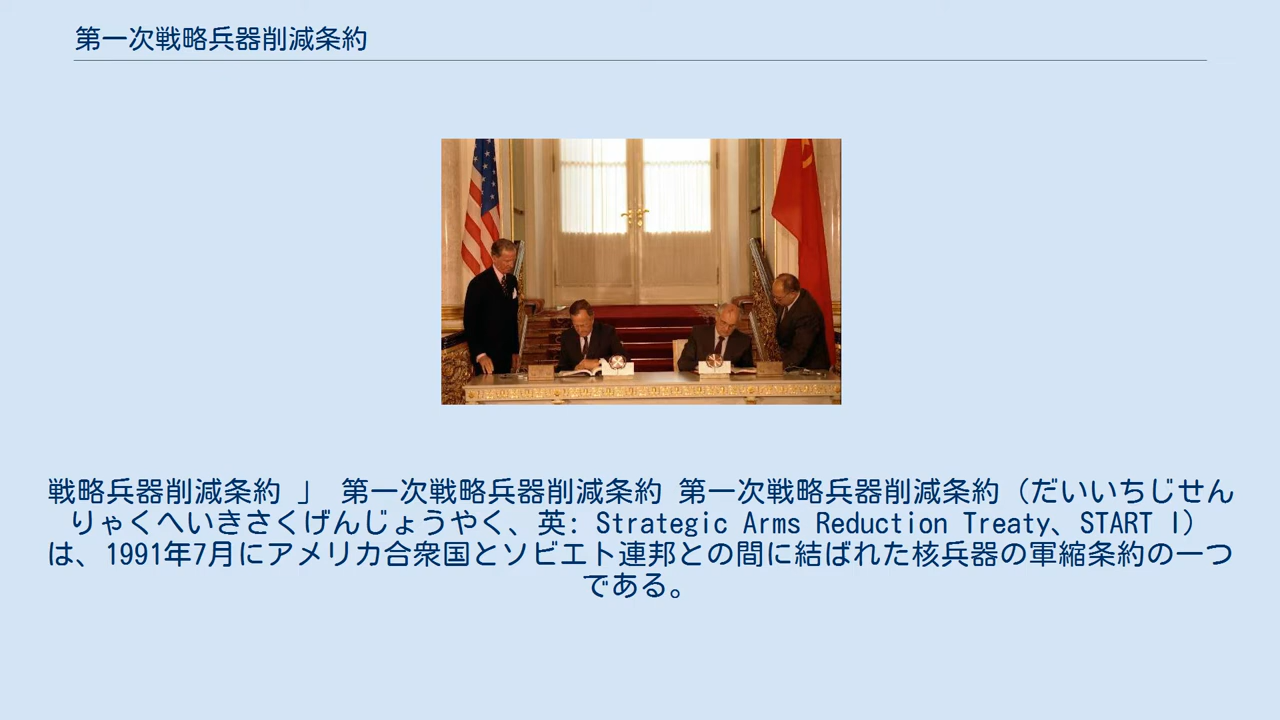 第一次戦略兵器削減条約
戦略兵器削減条約 」 第一次戦略兵器削減条約 第一次戦略兵器削減条約（だいいちじせん
りゃくへいきさくげんじょうやく、英: Strategic Arms Reduction Treaty、START I）
は、1991年7月にアメリカ合衆国とソビエト連邦との間に結ばれた核兵器の軍縮条約の一つ
である。